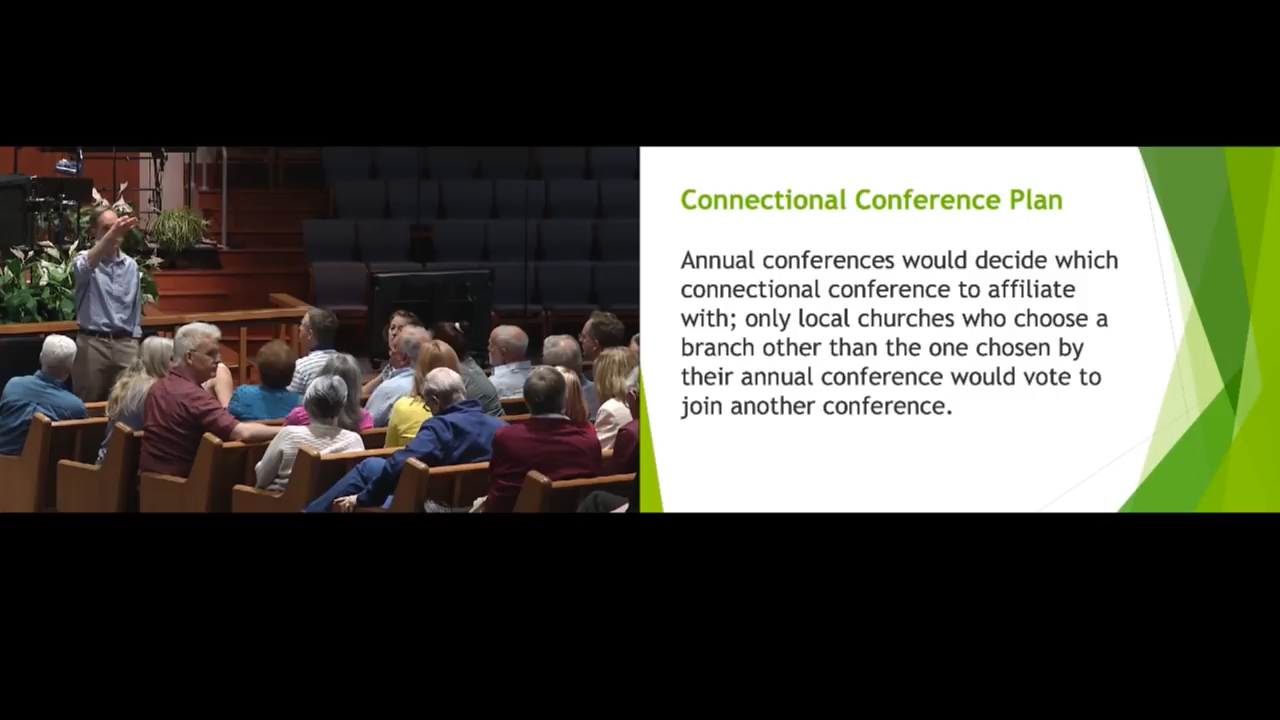 Connectional Conference Plan
Annual conferences would decide which
connectional conference to affiliate
with; only local churches who choose a
branch other than the one chosen by
their annual conference would vote to
join another conference.